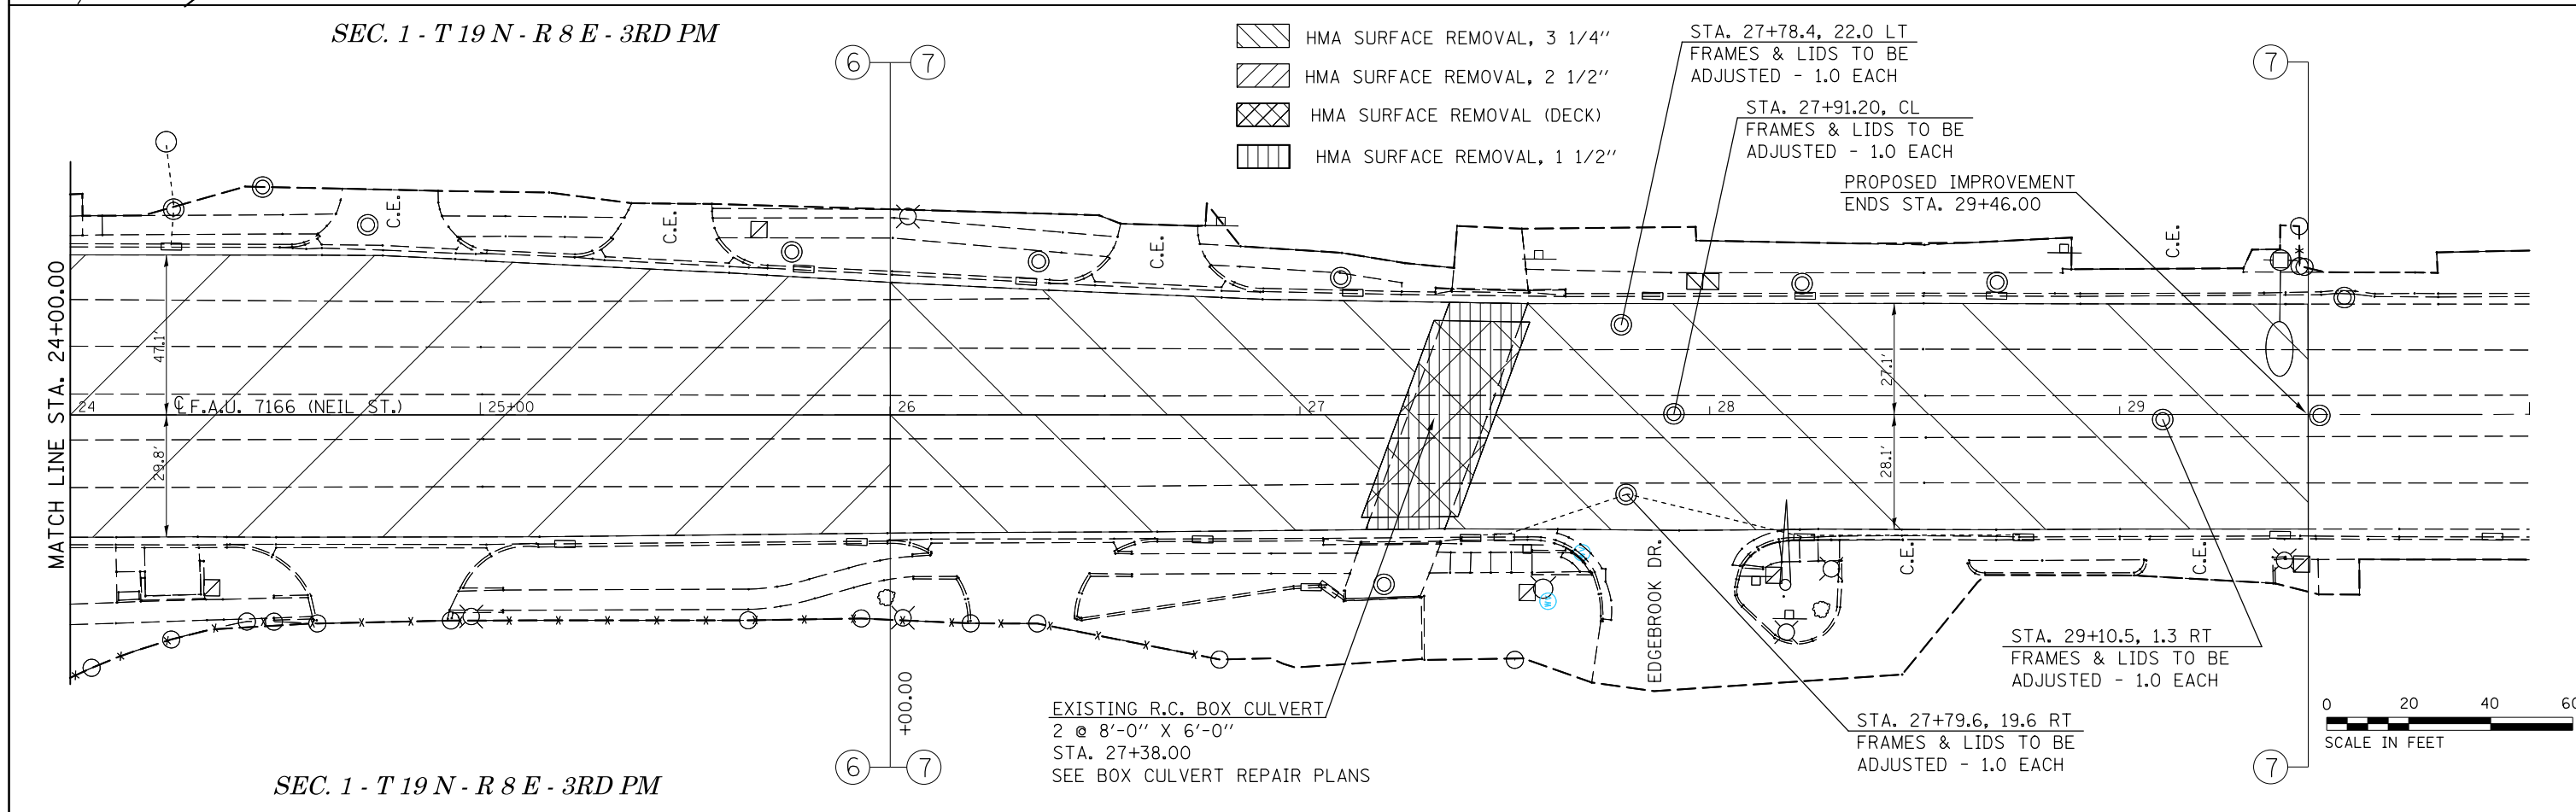 SEC. 1 - T 19 N - R 8 E - 3RD PM
HMA SURFACE REMOVAL, 3 1/4"
HMA SURFACE REMOVAL, 2 1/2"
HMA SURFACE REMOVAL (DECK)
HMA SURFACE REMOVAL, 1 1/2"
STA. 27+78.4, 22.0 LT
FRAMES & LIDS TO BE
ADJUSTED - 1.0 EACH
STA. 27+91.20, CL
FRAMES & LIDS TO BE
ADJUSTED - 1.0 EACH
PROPOSED IMPROVEMENT
ENDS STA. 29+46.00
6
7
7
C.E.
C.E.
C.E.
C.E.
MATCH LINE STA. 24+00.00
47.1'
29.8'
27.1'
28.1'
24
℄ F.A.U. 7166 (NEIL ST.)
25+00
26
27
28
29
EDGEBROOK DR.
C.E.
C.E.
+00.00
EXISTING R.C. BOX CULVERT
2 @ 8'-0" X 6'-0"
STA. 27+38.00
SEE BOX CULVERT REPAIR PLANS
STA. 29+10.5, 1.3 RT
FRAMES & LIDS TO BE
ADJUSTED - 1.0 EACH
STA. 27+79.6, 19.6 RT
FRAMES & LIDS TO BE
ADJUSTED - 1.0 EACH
0 20 40 60
SCALE IN FEET
6
7
7
SEC. 1 - T 19 N - R 8 E - 3RD PM